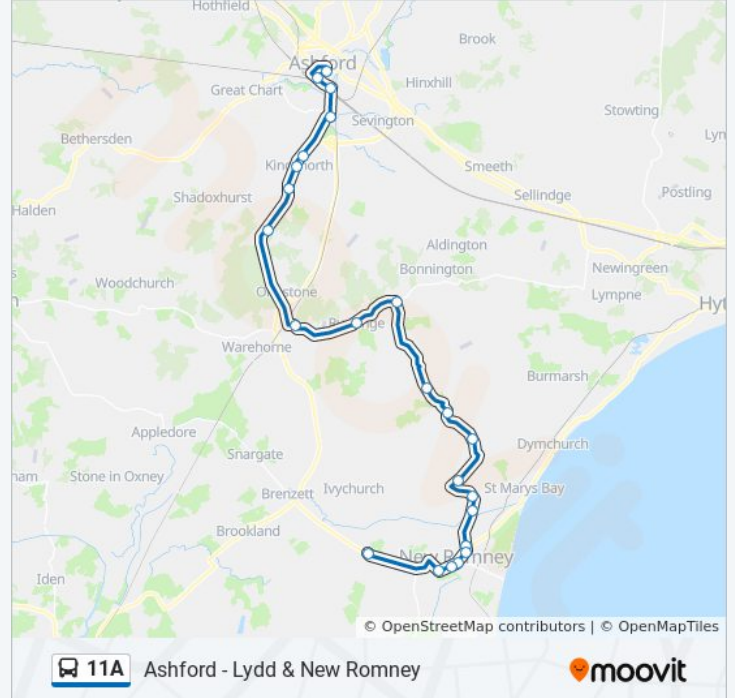 Hothfield
Brook
Ashford
Hinxhill
Great Chart
Stowting
Sevington
Bethersden
Smeeth
Shadoxhurst
Sellindge
Postling
Halden
Aldington
Bonnington
Newingreen
Woodchurch
Lympne
Warehorne
Burmarsh
Appledore
Dymchurch
Snargate
Stone in Oxney
Ivychurch
St Marys Bay
Brenzett
Brookland
New Romney
Iden
© OpenStreetMap contributors | © OpenMapTiles
11A Ashford - Lydd & New Romney moovit